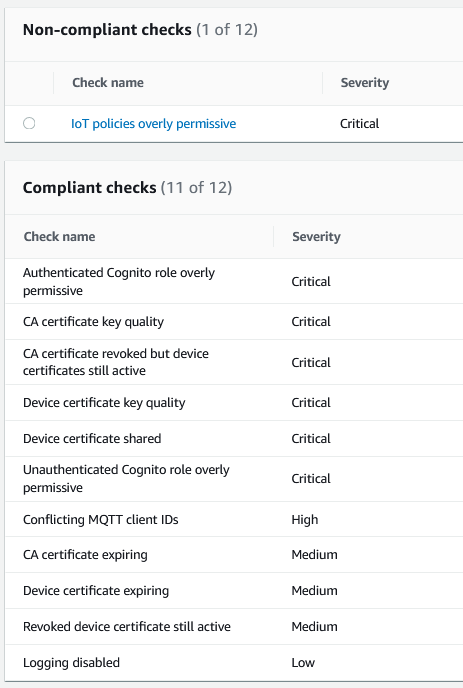 Non-compliant checks (1 of 12)
Check name Severity
IoT policies overly permissive Critical
Compliant checks (11 of 12)
Check name Severity
Authenticated Cognito role overly
permissive Critical
CA certificate key quality Critical
CA certificate revoked but device
certificates still active Critical
Device certificate key quality Critical
Device certificate shared Critical
Unauthenticated Cognito role overly
permissive Critical
Conflicting MQTT client IDs High
CA certificate expiring Medium
Device certificate expiring Medium
Revoked device certificate still active Medium
Logging disabled Low